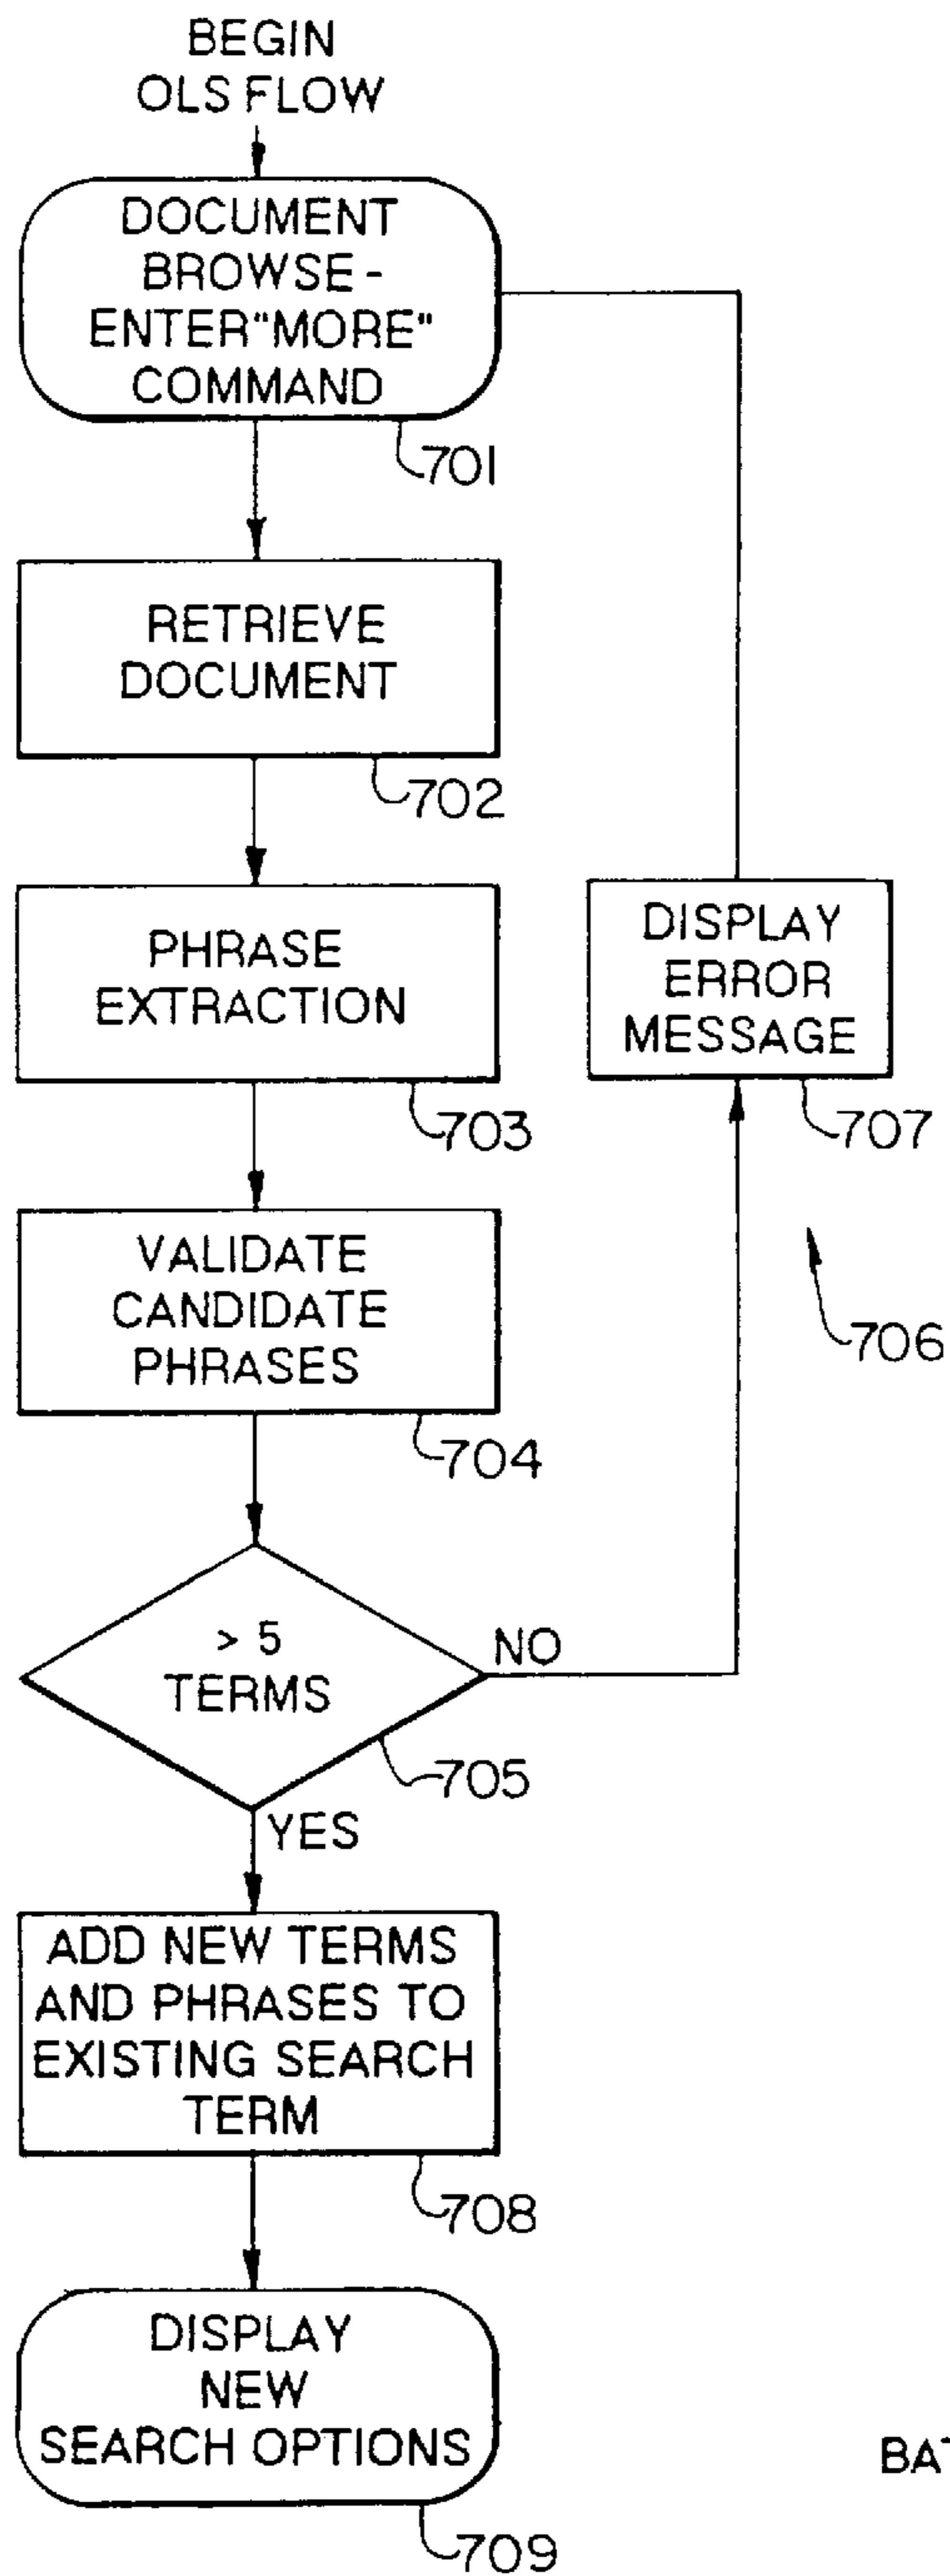 BEGIN
OLS FLOW
DOCUMENT
BROWSE-
ENTER"MORE"
COMMAND
701
RETRIEVE
DOCUMENT
702
PHRASE
EXTRACTION
703
DISPLAY
ERROR
MESSAGE
707
706
VALIDATE
CANDIDATE
PHRASES
704
> 5
TERMS
NO
705
YES
ADD NEW TERMS
AND PHRASES TO
EXISTING SEARCH
TERM
708
DISPLAY
NEW
SEARCH OPTIONS
709